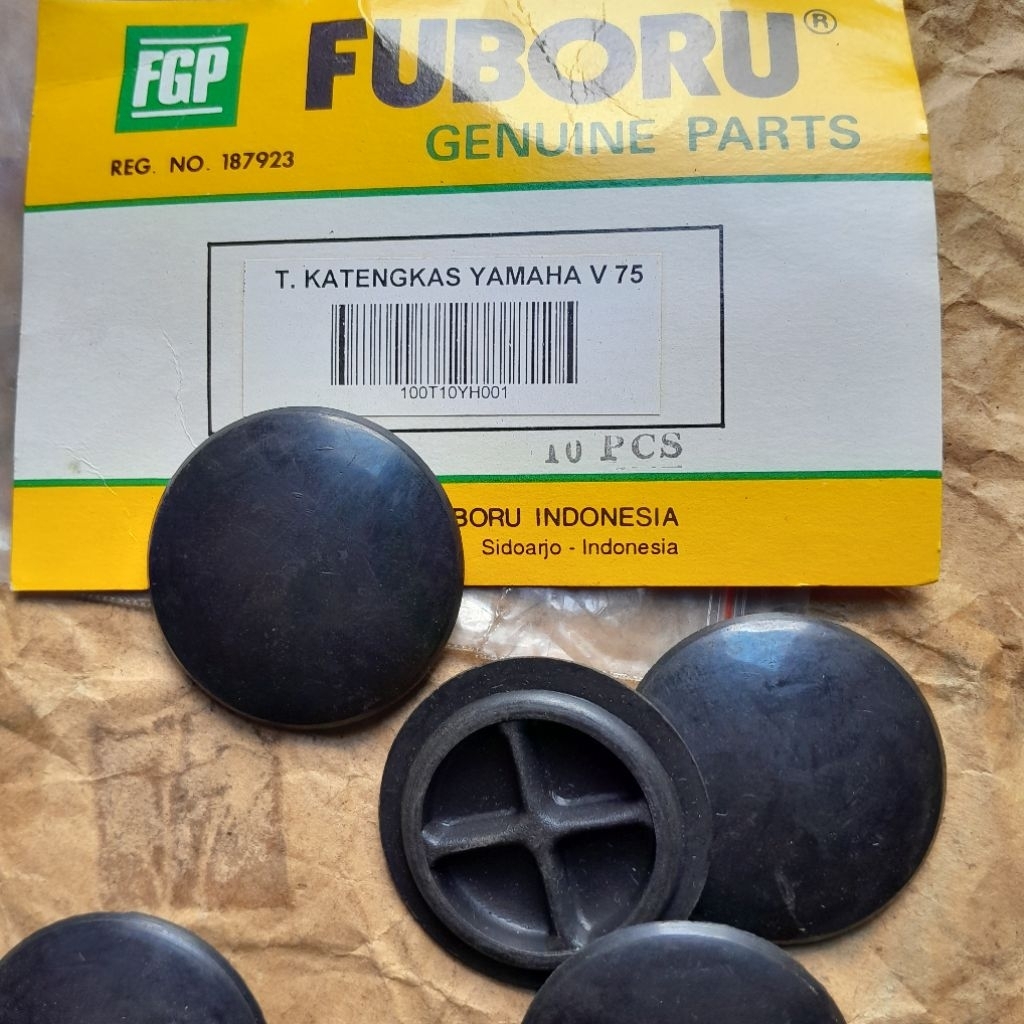 FGP
FUBORU®
GENUINE PARTS
REG. NO. 187923
T. KATENGKAS YAMAHA V 75
100T10YH001
10 PCS
BORU INDONESIA
Sidoarjo - Indonesia